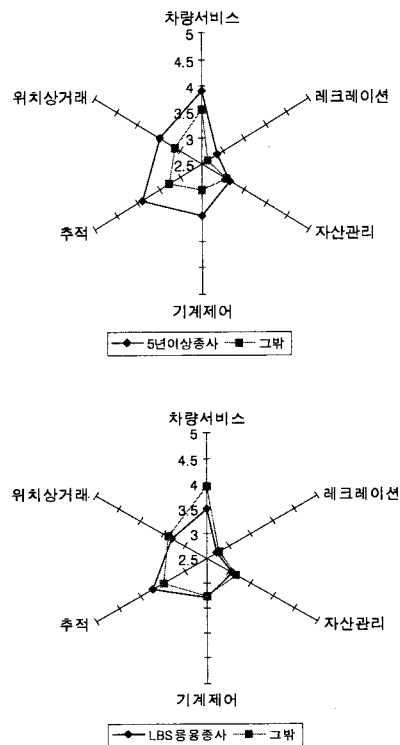 차량서비스
5
4.5
4
3.5
3
2.5
위치상거래
레크레이션
추적
자산관리
기계제어
5년이상종사
그밖
차량서비스
5
4.5
4
3.5
3
2.5
위치상거래
레크레이션
추적
자산관리
기계제어
LBS응용종사
그밖